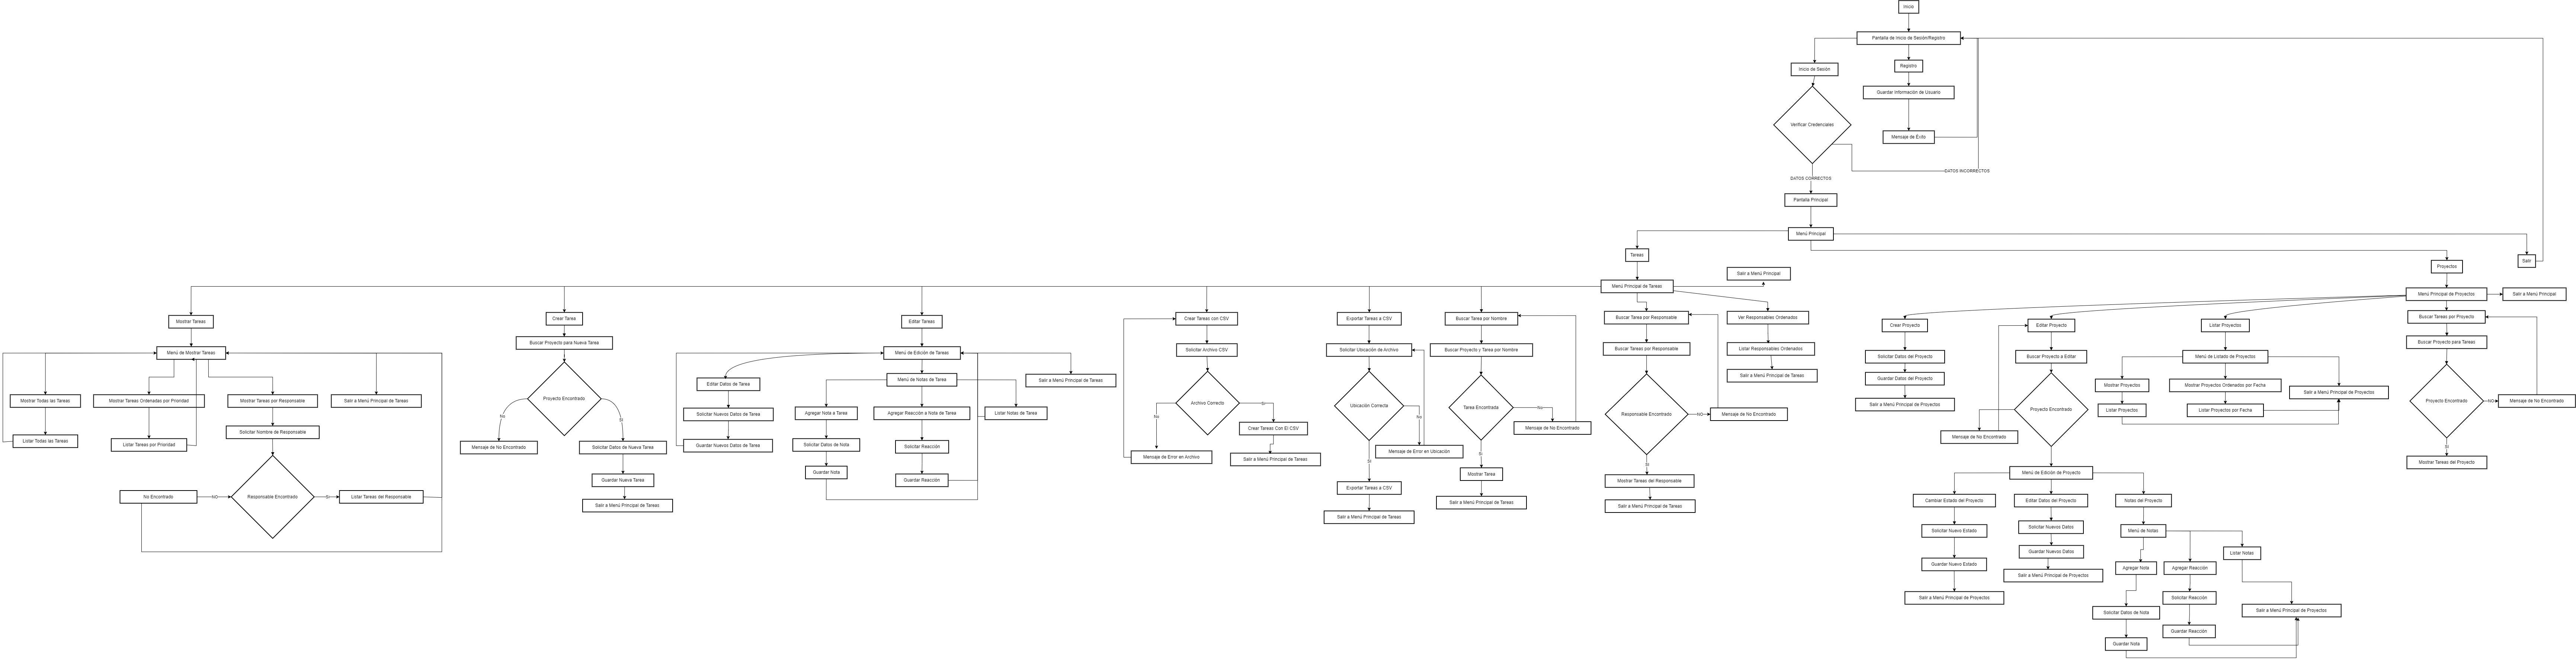 Inicio
Pantalla de Inicio de Sesión/Registro
Inicio de Sesión
Registro
Guardar Información de Usuario
Verificar Credenciales
Mensaje de Exito
DATOS INCORRECTOS
DATOS CORRECTOS
Pantalla Principal
Menú Principal
Tareas
Salir
Proyectos
Salir a Menú Principal
Menú Principal de Tareas
Menú Principal de Proyectos
Salir a Menú Principal
Mostrar Tareas
Crear Tarea
Editar Tareas
Crear Tareas con CSV
Exportar Tareas a CSV
Buscar Tarea por Nombre
Buscar Tarea por Responsable
Ver Responsables Ordenados
Crear Proyecto
Editar Proyecto
Listar Proyectos
Buscar Tareas por Proyecto
Menú de Mostrar Tareas
Mostrar Todas las Tareas
Mostrar Tareas Ordenadas por Prioridad
Mostrar Tareas por Responsable
Salir a Menú Principal de Tareas
Listar Todas las Tareas
Listar Tareas por Prioridad
Solicitar Nombre de Responsable
No Encontrado
NO
Responsable Encontrado
Si
Listar Tareas del Responsable
Buscar Proyecto para Nueva Tarea
Proyecto Encontrado
No
Si
Mensaje de No Encontrado
Solicitar Datos de Nueva Tarea
Guardar Nueva Tarea
Salir a Menú Principal de Tareas
Menú de Edición de Tareas
Editar Datos de Tarea
Menú de Notas de Tarea
Salir a Menú Principal de Tareas
Solicitar Nuevos Datos de Tarea
Agregar Nota a Tarea
Agregar Reacción a Nota de Tarea
Listar Notas de Tarea
Guardar Nuevos Datos de Tarea
Solicitar Datos de Nota
Solicitar Reacción
Guardar Nota
Guardar Reacción
Solicitar Archivo CSV
Archivo Correcto
No
Si
Crear Tareas Con El CSV
Mensaje de Error en Archivo
Salir a Menú Principal de Tareas
Solicitar Ubicación de Archivo
Ubicación Correcta
No
Mensaje de Error en Ubicación
Si
Exportar Tareas a CSV
Salir a Menú Principal de Tareas
Buscar Proyecto y Tarea por Nombre
Tarea Encontrada
No
Mensaje de No Encontrado
Si
Mostrar Tarea
Salir a Menú Principal de Tareas
Buscar Tareas por Responsable
Responsable Encontrado
NO
Mensaje de No Encontrado
SI
Mostrar Tareas del Responsable
Salir a Menú Principal de Tareas
Listar Responsables Ordenados
Salir a Menú Principal de Tareas
Solicitar Datos del Proyecto
Guardar Datos del Proyecto
Salir a Menú Principal de Proyectos
Buscar Proyecto a Editar
Proyecto Encontrado
Mensaje de No Encontrado
Menú de Edición de Proyecto
Cambiar Estado del Proyecto
Editar Datos del Proyecto
Notas del Proyecto
Solicitar Nuevo Estado
Solicitar Nuevos Datos
Menú de Notas
Guardar Nuevo Estado
Guardar Nuevos Datos
Listar Notas
Salir a Menú Principal de Proyectos
Salir a Menú Principal de Proyectos
Agregar Nota
Agregar Reacción
Solicitar Datos de Nota
Solicitar Reacción
Salir a Menú Principal de Proyectos
Guardar Nota
Guardar Reacción
Menú de Listado de Proyectos
Mostrar Proyectos
Mostrar Proyectos Ordenados por Fecha
Salir a Menú Principal de Proyectos
Listar Proyectos
Listar Proyectos por Fecha
Buscar Proyecto para Tareas
Proyecto Encontrado
NO
Mensaje de No Encontrado
Si
Mostrar Tareas del Proyecto